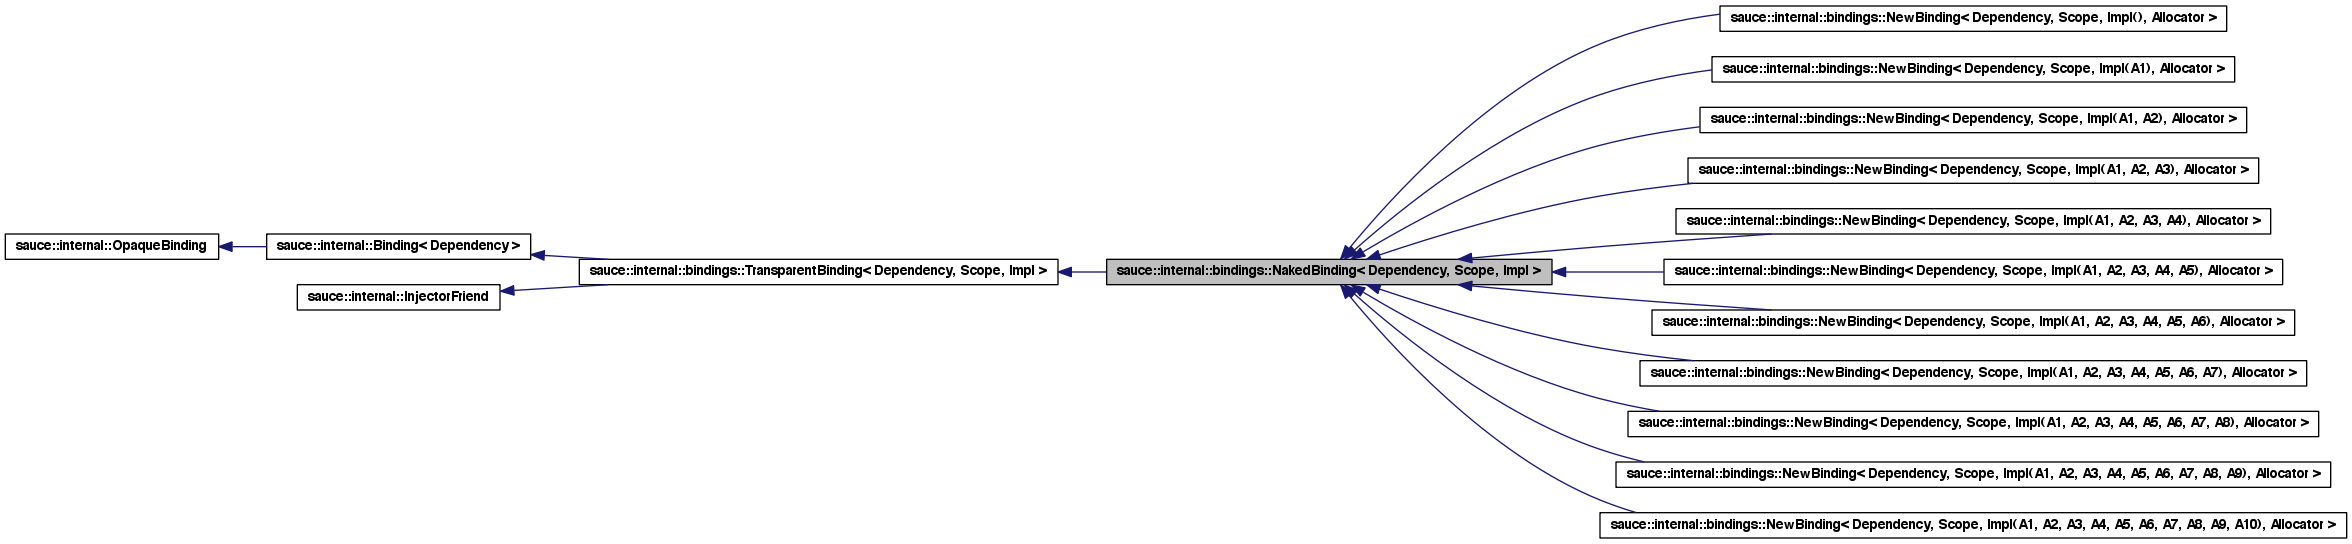 sauce::internal::OpaqueBinding
sauce::internal::Binding< Dependency >
sauce::internal::InjectorFriend
sauce::internal::bindings::TransparentBinding< Dependency, Scope, Impl >
sauce::internal::bindings::NakedBinding< Dependency, Scope, Impl >
sauce::internal::bindings::NewBinding< Dependency, Scope, Impl(), Allocator >
sauce::internal::bindings::NewBinding< Dependency, Scope, Impl(A1), Allocator >
sauce::internal::bindings::NewBinding< Dependency, Scope, Impl(A1, A2), Allocator >
sauce::internal::bindings::NewBinding< Dependency, Scope, Impl(A1, A2, A3), Allocator >
sauce::internal::bindings::NewBinding< Dependency, Scope, Impl(A1, A2, A3, A4), Allocator >
sauce::internal::bindings::NewBinding< Dependency, Scope, Impl(A1, A2, A3, A4, A5), Allocator >
sauce::internal::bindings::NewBinding< Dependency, Scope, Impl(A1, A2, A3, A4, A5, A6), Allocator >
sauce::internal::bindings::NewBinding< Dependency, Scope, Impl(A1, A2, A3, A4, A5, A6, A7), Allocator >
sauce::internal::bindings::NewBinding< Dependency, Scope, Impl(A1, A2, A3, A4, A5, A6, A7, A8), Allocator >
sauce::internal::bindings::NewBinding< Dependency, Scope, Impl(A1, A2, A3, A4, A5, A6, A7, A8, A9), Allocator >
sauce::internal::bindings::NewBinding< Dependency, Scope, Impl(A1, A2, A3, A4, A5, A6, A7, A8, A9, A10), Allocator >